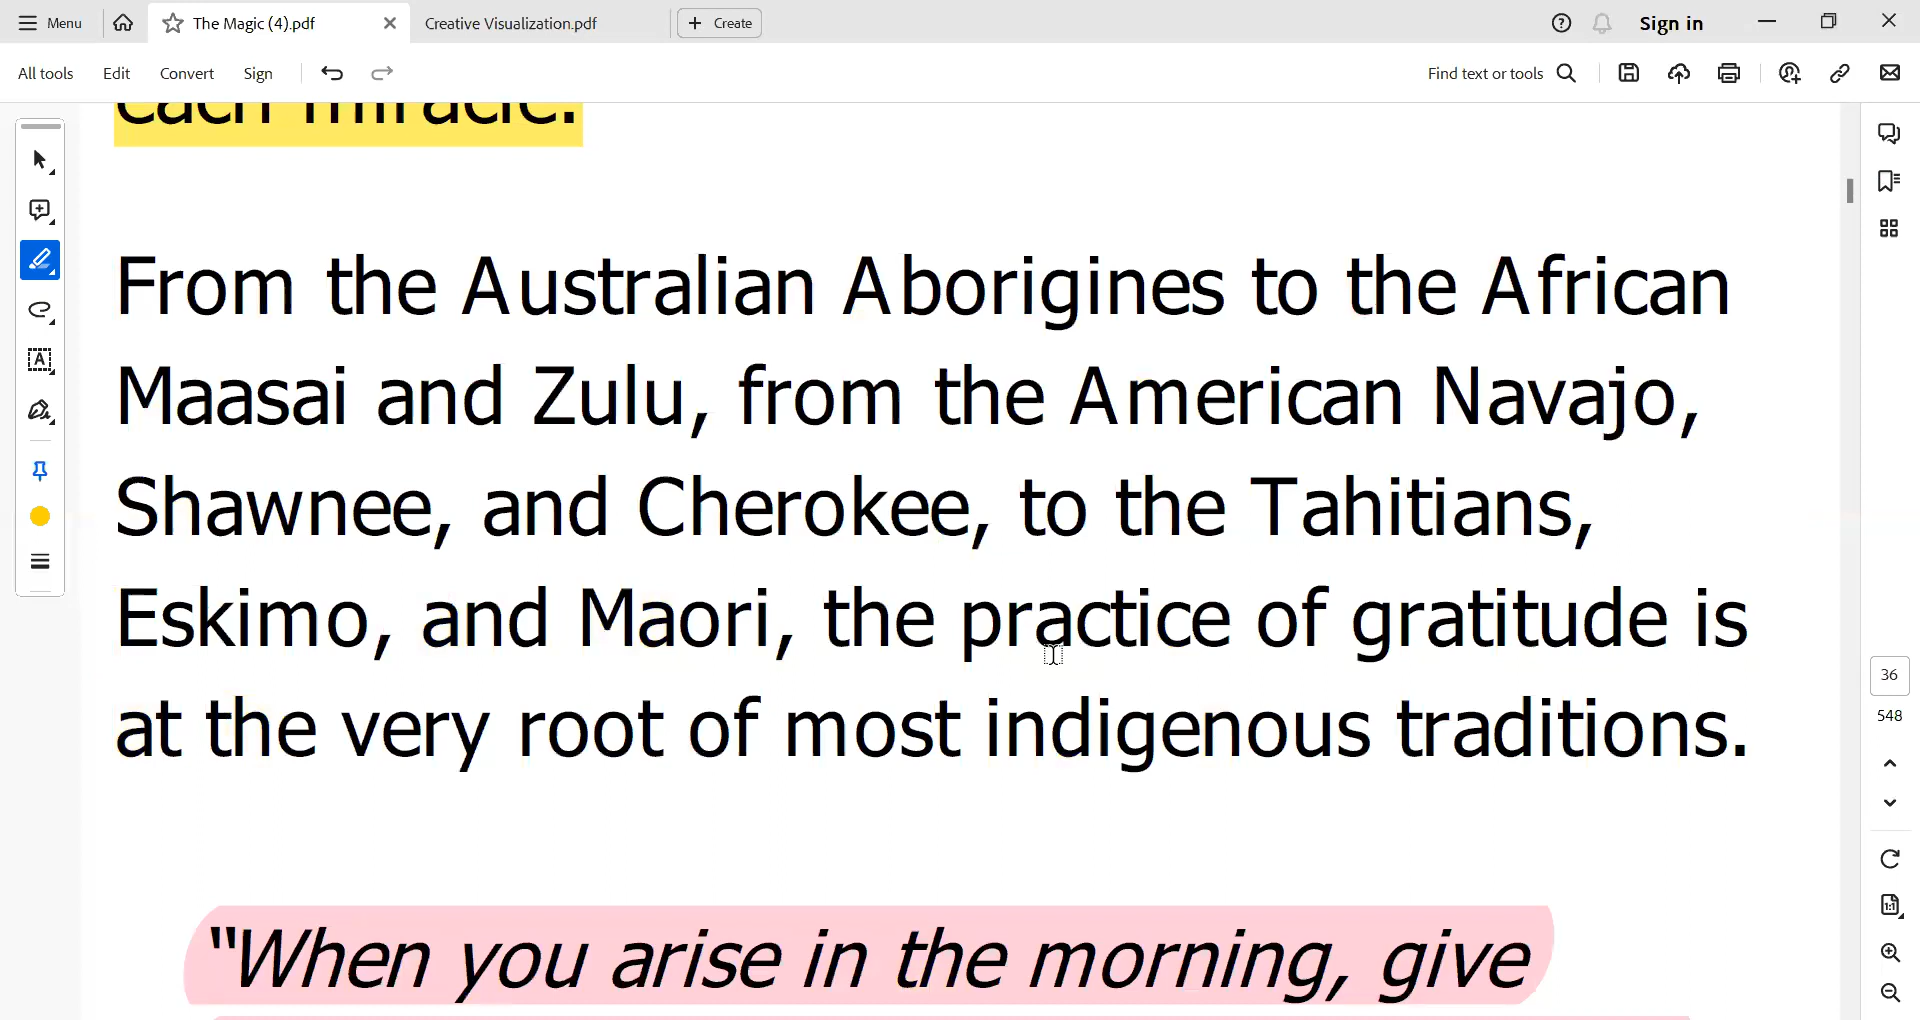 Menu The Magic (4).pdf Creative Visualization.pdf Create Sign in
All tools Edit Convert Sign Find text or tools
each miracle.
From the Australian Aborigines to the African
Maasai and Zulu, from the American Navajo,
Shawnee, and Cherokee, to the Tahitians,
Eskimo, and Maori, the practice of gratitude is
at the very root of most indigenous traditions.
“When you arise in the morning, give
36
548